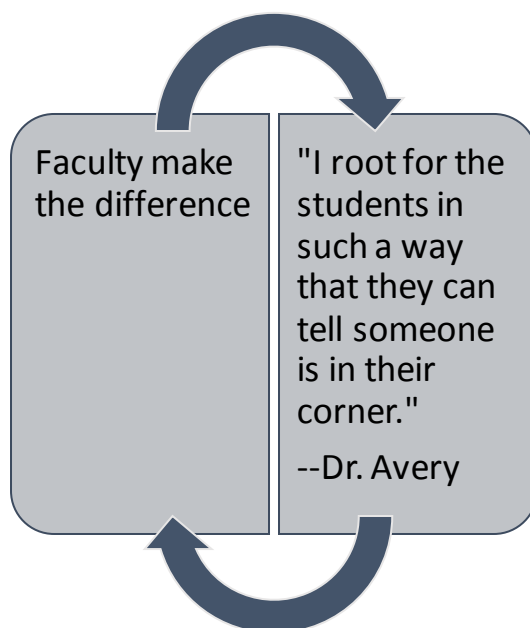 Faculty make
the difference
"I root for the
students in
such a way
that they can
tell someone
is in their
corner."
--Dr. Avery